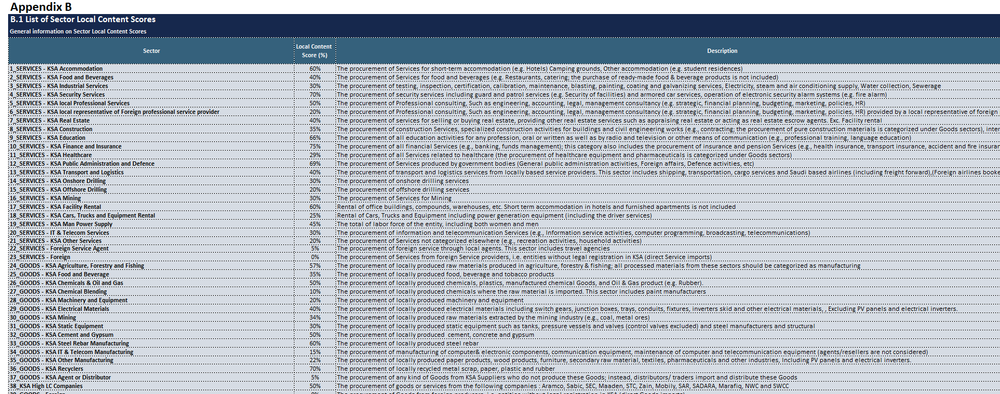 Appendix B
B.1 List of Sector Local Content Scores
General information on Sector Local Content Scores
Sector Local Content Score (%) Description
1_SERVICES - KSA Accommodation 60% The procurement of Services for short-term accommodation (e.g. Hotels) Camping grounds, Other accommodation (e.g. student residences)
2_SERVICES - KSA Food and Beverages 40% The procurement of Services for food and beverages (e.g. Restaurants, catering; the purchase of ready-made food & beverage products is not included)
3_SERVICES - KSA Industrial Services 30% The procurement of testing, inspection, certification, calibration, maintenance, blasting, painting, coating and galvanizing services, Electricity, steam and air conditioning supply, Water collection, Sewerage
4_SERVICES - KSA Security Services 70% The procurement of security services including guard and patrol services (e.g. Security of facilities) and armored car services, operation of electronic security alarm systems (e.g. fire alarm)
5_SERVICES - KSA local Professional Services 50% The procurement of Professional consulting, Such as engineering, accounting, legal, management consultancy (e.g. strategic, financial planning, budgeting, marketing, policies, HR)
6_SERVICES - KSA local representative of Foreign professional service provider 20% The procurement of Professional consulting, Such as engineering, accounting, legal, management consultancy (e.g. strategic, financial planning, budgeting, marketing, policies, HR) provided by a local representative of foreign
7_SERVICES - KSA Real Estate 40% The procurement of services for selling or buying real estate, providing other real estate services such as appraising real estate or acting as real estate escrow agents. Exc. Facility rental
8_SERVICES - KSA Construction 35% The procurement of construction Services, specialized construction activities for buildings and civil engineering works (e.g., contracting; the procurement of pure construction materials is categorized under Goods sectors), inter
9_SERVICES - KSA Education 66% The procurement of all education activities for any profession, oral or written as well as by radio and television or other means of communication (e.g., professional training, language education)
10_SERVICES - KSA Finance and Insurance 75% The procurement of all financial Services (e.g., banking, funds management); this category also includes the procurement of insurance and pension Services (e.g., health insurance, transport insurance, accident and fire insuran
11_SERVICES - KSA Healthcare 29% The procurement of all Services related to healthcare (the procurement of healthcare equipment and pharmaceuticals is categorized under Goods sectors)
12_SERVICES - KSA Public Administration and Defence 69% The procurement of Services produced by government bodies (General public administration activities, Foreign affairs, Defence activities, etc)
13_SERVICES - KSA Transport and Logistics 40% The procurement of transport and logistics services from locally based service providers. This sector includes shipping, transportation, cargo services and Saudi based airlines (including freight forward),(Foreign airlines booke
14_SERVICES - KSA Onshore Drilling 30% The procurement of onshore drilling services
15_SERVICES - KSA Offshore Drilling 20% The procurement of offshore drilling services
16_SERVICES - KSA Mining 30% The procurement of Services for Mining
17_SERVICES - KSA Facility Rental 60% Rental of office buildings, compounds, warehouses, etc. Short term accommodation in hotels and furnished apartments is not included
18_SERVICES - KSA Cars, Trucks and Equipment Rental 25% Rental of Cars, Trucks and Equipment including power generation equipment (including the driver services)
19_SERVICES - KSA Man Power Supply 45% The total of labor force of the entity, including both women and men
20_SERVICES - IT & Telecom Services 30% The procurement of information and telecommunication Services (e.g., Information service activities, computer programming, broadcasting, telecommunications)
21_SERVICES - KSA Other Services 20% The procurement of Services not categorized elsewhere (e.g., recreation activities, household activities)
22_SERVICES - Foreign Service Agent 5% The procurement of foreign service through local agents. This sector includes travel agencies
23_SERVICES - Foreign 0% The procurement of Services from foreign Service providers, i.e. entities without legal registration in KSA (direct Service imports)
24_GOODS - KSA Agriculture, Forestry and Fishing 57% The procurement of locally produced raw materials produced in agriculture, forestry & fishing; all processed materials from these sectors should be categorized as manufacturing
25_GOODS - KSA Food and Beverage 35% The procurement of locally produced food, beverage and tobacco products
26_GOODS - KSA Chemicals & Oil and Gas 50% The procurement of locally produced chemicals, plastics, manufactured chemical Goods, and Oil & Gas product (e.g. Rubber).
27_GOODS - KSA Chemical Blending 10% The procurement of locally produced chemicals where the raw material is imported. This sector includes paint manufacturers
28_GOODS - KSA Machinery and Equipment 20% The procurement of locally produced machinery and equipment
29_GOODS - KSA Electrical Materials 40% The procurement of locally produced electrical materials including switch gears, junction boxes, trays, conduits, fixtures, inverters skid and other electrical materials, , Excluding PV panels and electrical inverters.
30_GOODS - KSA Mining 34% The procurement of locally produced raw materials extracted by the mining industry (e.g., coal, metal ores)
31_GOODS - KSA Static Equipment 30% The procurement of locally produced static equipment such as tanks, pressure vessels and valves (control valves excluded) and steel manufacturers and structural
32_GOODS - KSA Cement and Gypsum 50% The procurement of locally produced cement, concrete and gypsum
33_GOODS - KSA Steel Rebar Manufacturing 60% The procurement of locally produced steel rebar
34_GOODS - KSA IT & Telecom Manufacturing 15% The procurement of manufacturing of computer& electronic components, communication equipment, maintenance of computer and telecommunication equipment (agents/resellers are not considered)
35_GOODS - KSA Other Manufacturing 22% The procurement of locally produced paper products, wood products, furniture, secondary raw material, textiles, pharmaceuticals and other industries, Including PV panels and electrical inverters.
36_GOODS - KSA Recyclers 70% The procurement of locally recycled metal scrap, paper, plastic and rubber
37_GOODS - KSA Agent or Distributor 5% The procurement of any kind of Goods from KSA Suppliers who do not produce these Goods; instead, distributors/ traders import and distribute these Goods
38_KSA High LC Companies 50% The procurement of goods or services from the following companies : Aramco, Sabic, SEC, Maaden, STC, Zain, Mobily, SAR, SADARA, Marafiq, NWC and SWCC